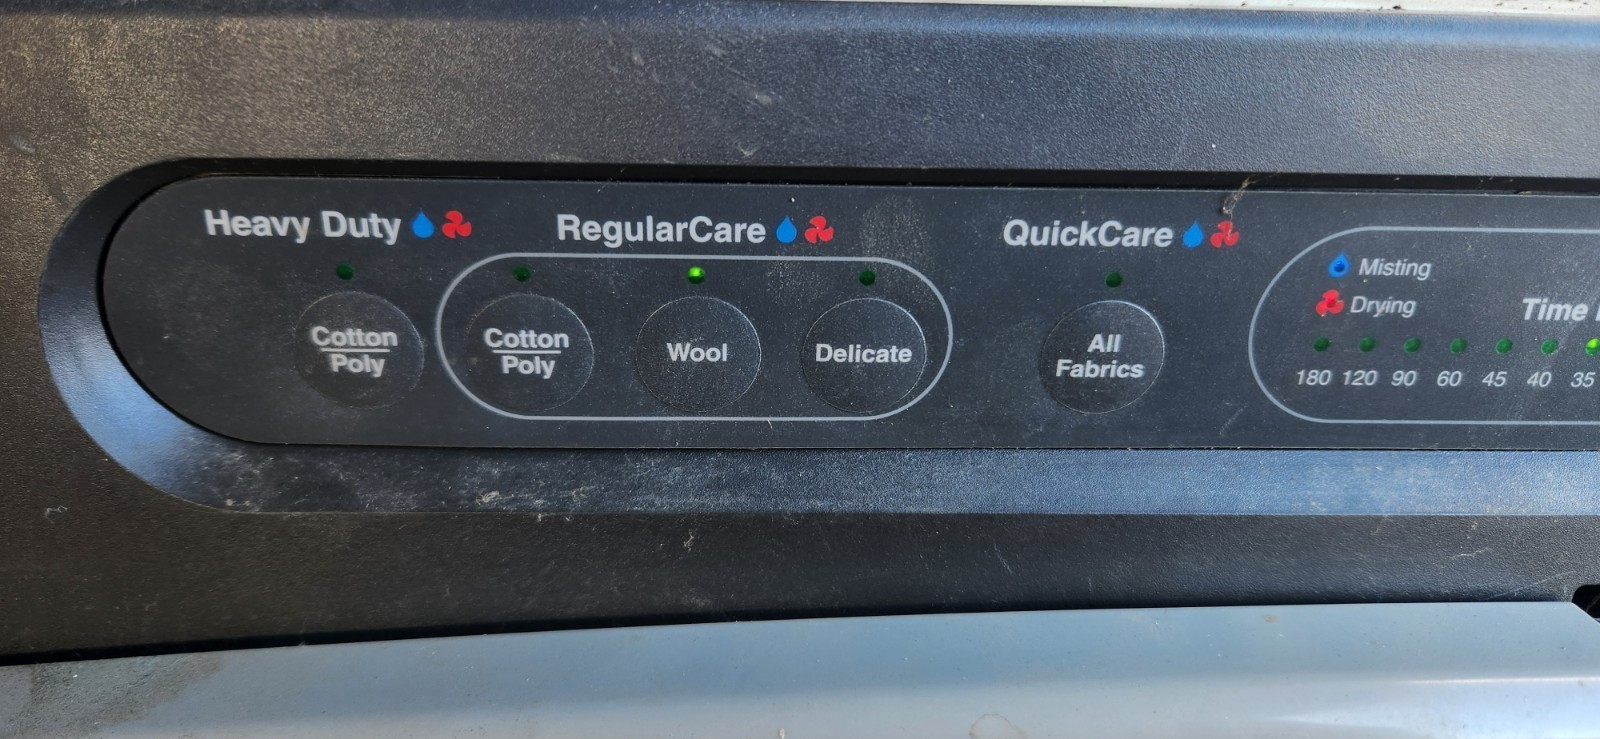 Heavy Duty
RegularCare
QuickCare
Cotton
Poly
Cotton
Poly
Wool
Delicate
All
Fabrics
Misting
Drying
Time
180 120 90 60 45 40 35